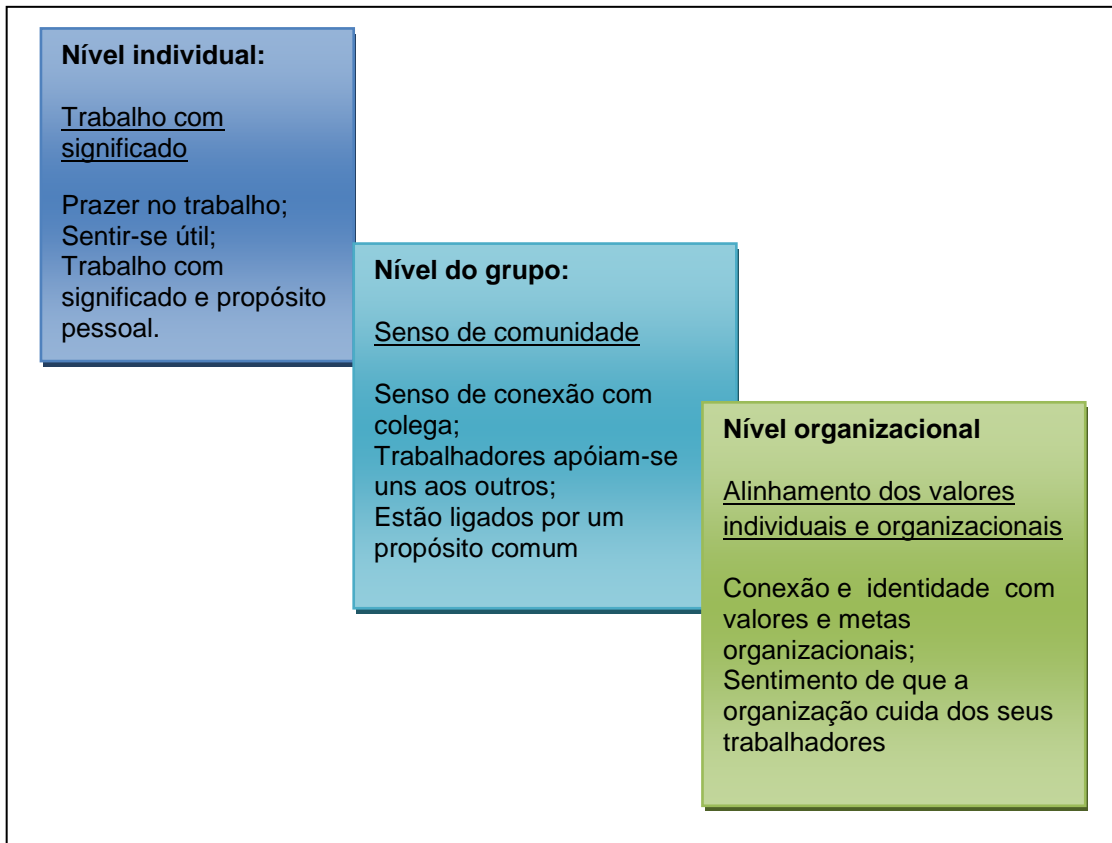 Nível individual:
Trabalho com
significado
Prazer no trabalho;
Sentir-se útil;
Trabalho com
significado e propósito
pessoal.
Nível do grupo:
Senso de comunidade
Senso de conexão com
colega;
Trabalhadores apóiam-se
uns aos outros;
Estão ligados por um
propósito comum
Nível organizacional
Alinhamento dos valores
individuais e organizacionais
Conexão e identidade com
valores e metas
organizacionais;
Sentimento de que a
organização cuida dos seus
trabalhadores